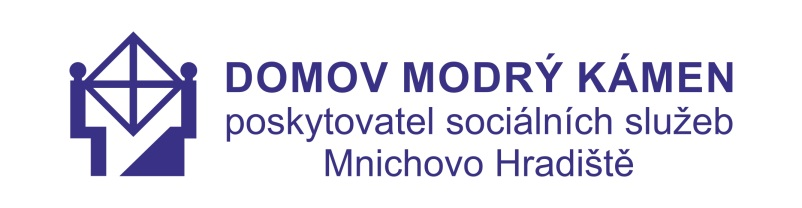 DOMOV MODRÝ KÁMEN
poskytovatel sociálních služeb
Mnichovo Hradiště